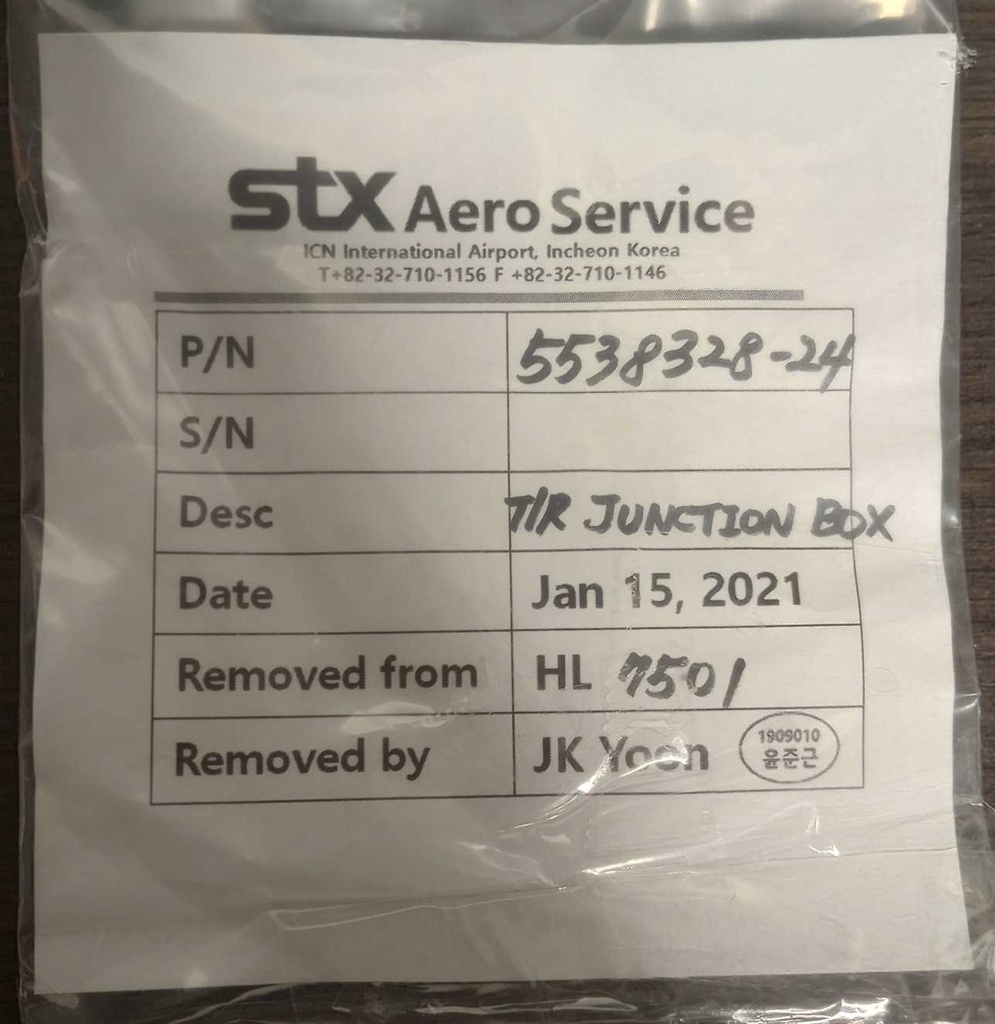 stx Aero Service
ICN International Airport, Incheon Korea
T+82-32-710-1156 F +82-32-710-1146
P/N 5538328-24
S/N
Desc T/R JUNCTION BOX
Date Jan 15, 2021
Removed from HL 7501
Removed by JK Yoon 1909010
윤준근